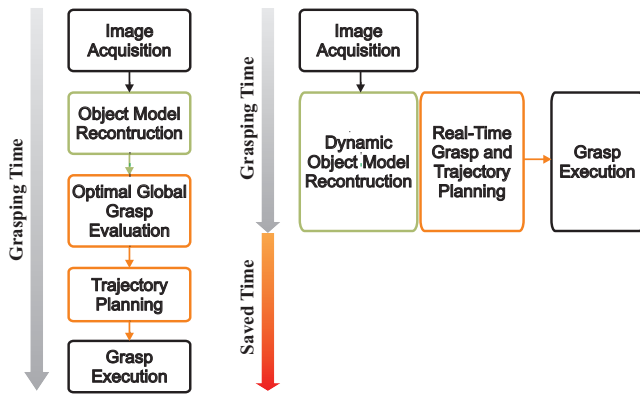 Grasping Time
Image
Acquisition
Object Model
Recontruction
Optimal Global
Grasp
Evaluation
Trajectory
Planning
Grasp
Execution
Grasping Time
Saved Time
Image
Acquisition
Dynamic
Object Model
Recontruction
Real-Time
Grasp and
Trajectory
Planning
Grasp
Execution